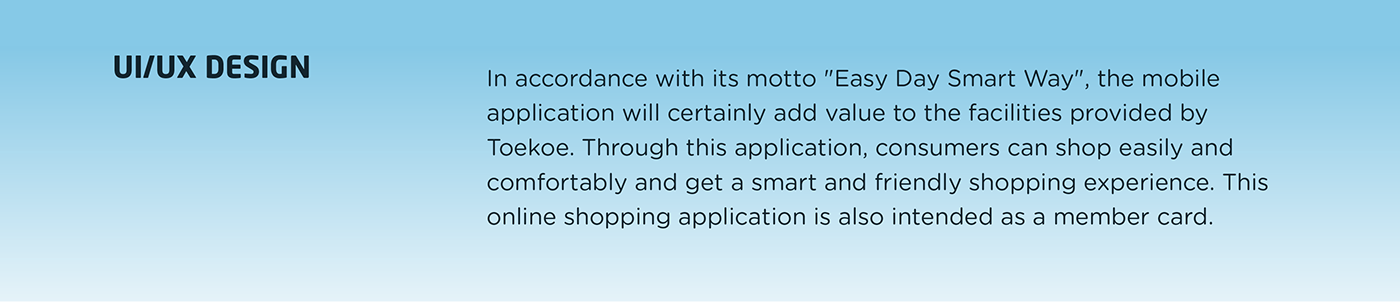 UI/UX DESIGN
In accordance with its motto "Easy Day Smart Way", the mobile
application will certainly add value to the facilities provided by
Toekoe. Through this application, consumers can shop easily and
comfortably and get a smart and friendly shopping experience. This
online shopping application is also intended as a member card.